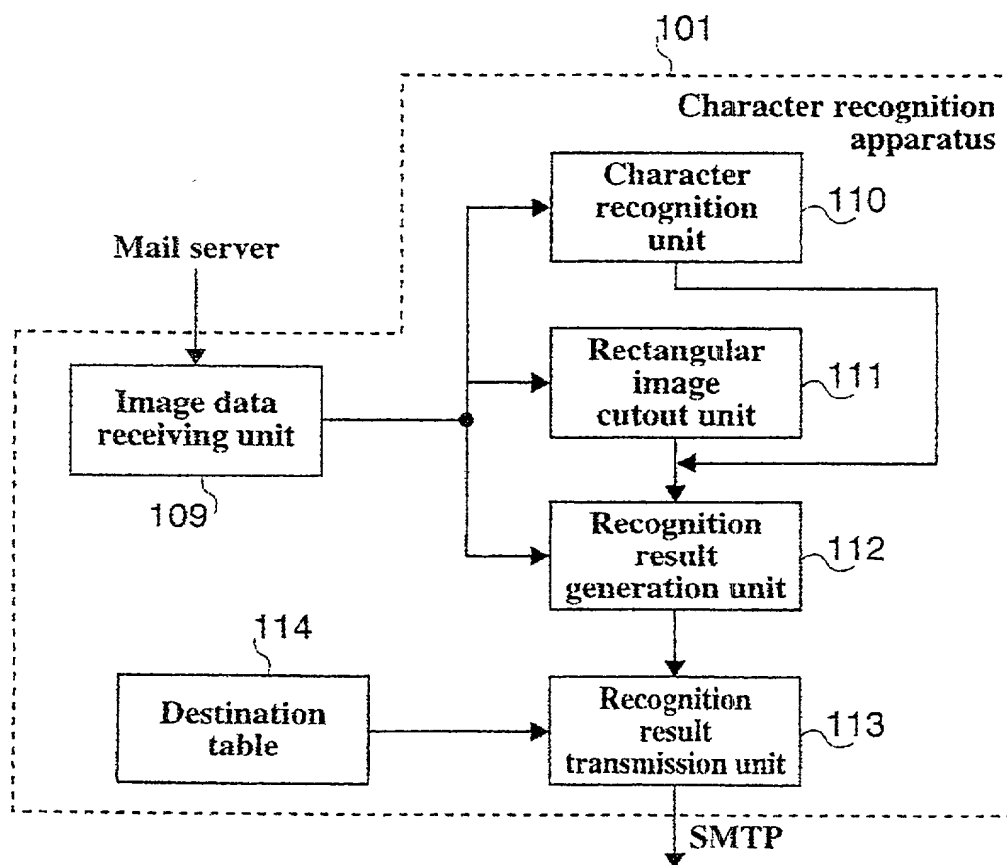 101
Character recognition
apparatus
Character
recognition
unit
110
Mail server
Rectangular
image
cutout unit
111
Image data
receiving unit
109
Recognition
result
generation unit
112
114
Destination
table
Recognition
result
transmission unit
113
SMTP